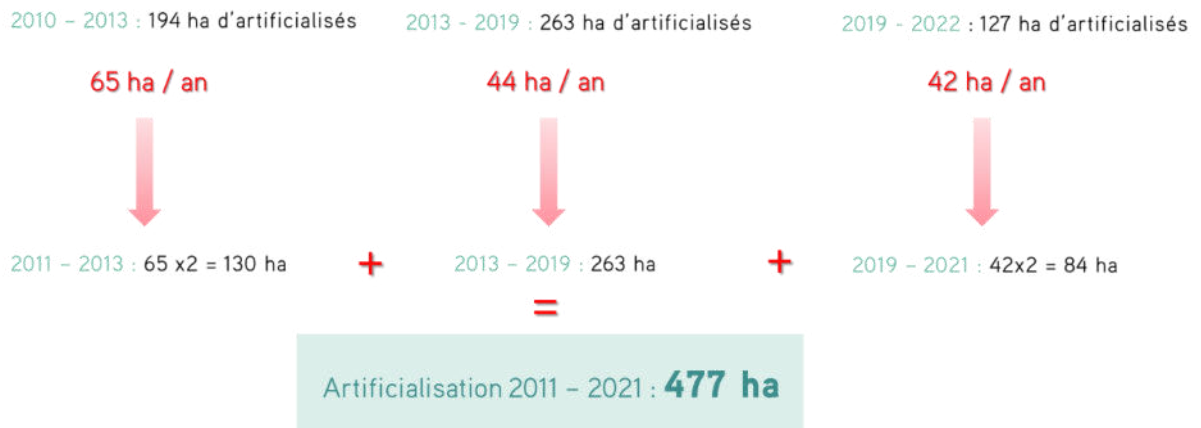 2010 – 2013 : 194 ha d'artificialisés
2013 - 2019 : 263 ha d'artificialisés
2019 - 2022 : 127 ha d'artificialisés
65 ha / an
44 ha / an
42 ha / an
2011 – 2013 : 65 x2 = 130 ha
+
2013 – 2019 : 263 ha
+
2019 – 2021 : 42x2 = 84 ha
=
Artificialisation 2011 – 2021 : 477 ha